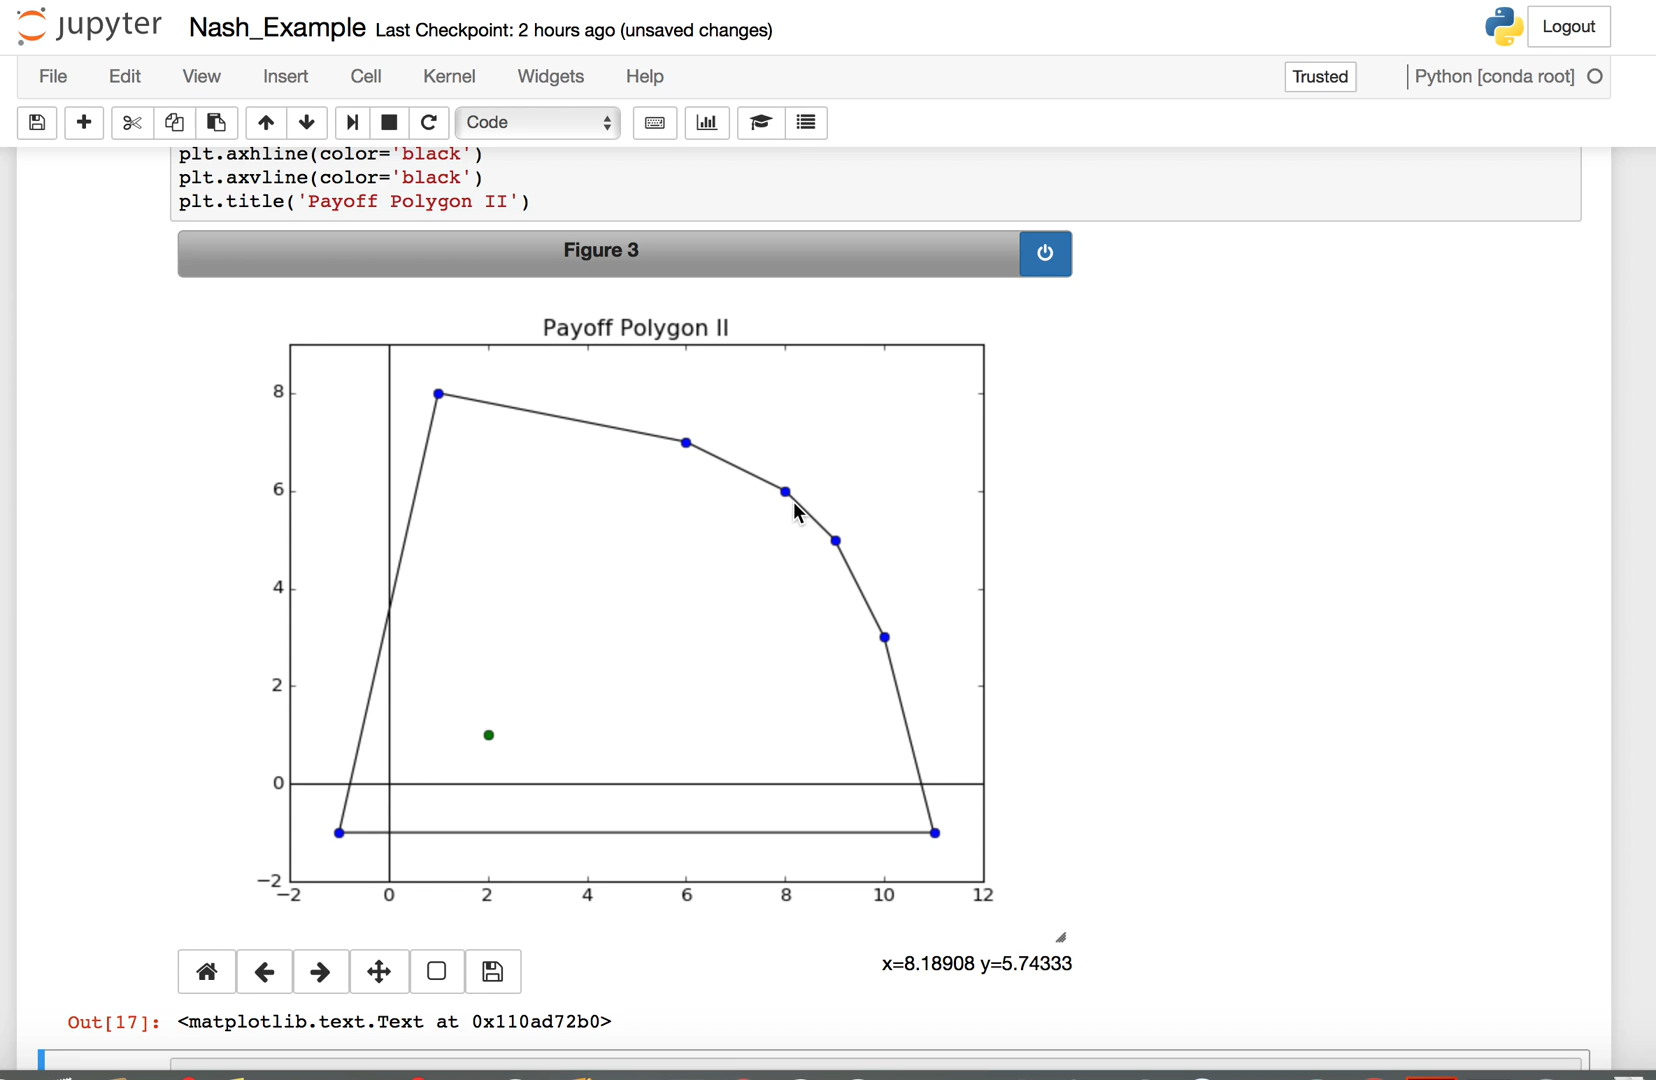 jupyter Nash_Example Last Checkpoint: 2 hours ago (unsaved changes) Logout
File Edit View Insert Cell Kernel Widgets Help Trusted Python [conda root]
Code
plt.axhline(color='black')
plt.axvline(color='black')
plt.title('Payoff Polygon II')
Figure 3
Payoff Polygon II
8
6
4
2
0
−2
−2 0 2 4 6 8 10 12
x=8.18908 y=5.74333
Out[17]: <matplotlib.text.Text at 0x110ad72b0>